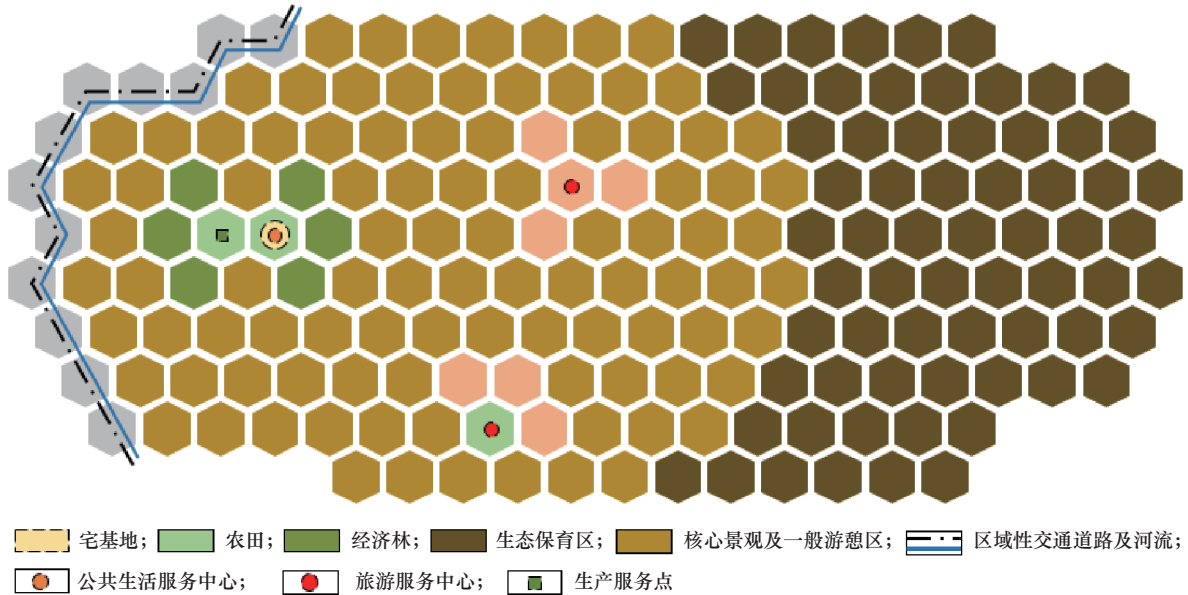 宅基地； 农田； 经济林； 生态保育区； 核心景观及一般游憩区； 区域性交通道路及河流；
公共生活服务中心； 旅游服务中心； 生产服务点